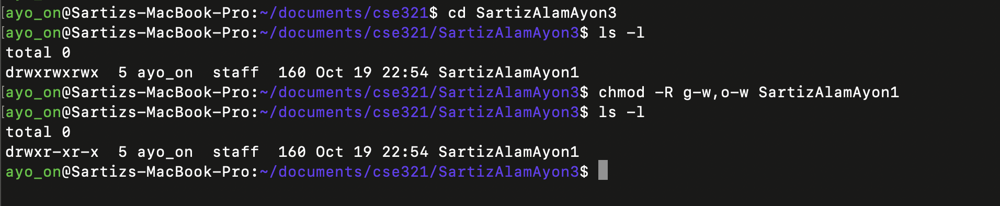 [ayo_on@Sartizs-MacBook-Pro:~/documents/cse321$ cd SartizAlamAyon3
[ayo_on@Sartizs-MacBook-Pro:~/documents/cse321/SartizAlamAyon3$ ls -l
total 0
drwxrwxrwx  5 ayo_on  staff  160 Oct 19 22:54 SartizAlamAyon1
[ayo_on@Sartizs-MacBook-Pro:~/documents/cse321/SartizAlamAyon3$ chmod -R g-w,o-w SartizAlamAyon1
[ayo_on@Sartizs-MacBook-Pro:~/documents/cse321/SartizAlamAyon3$ ls -l
total 0
drwxr-xr-x  5 ayo_on  staff  160 Oct 19 22:54 SartizAlamAyon1
ayo_on@Sartizs-MacBook-Pro:~/documents/cse321/SartizAlamAyon3$